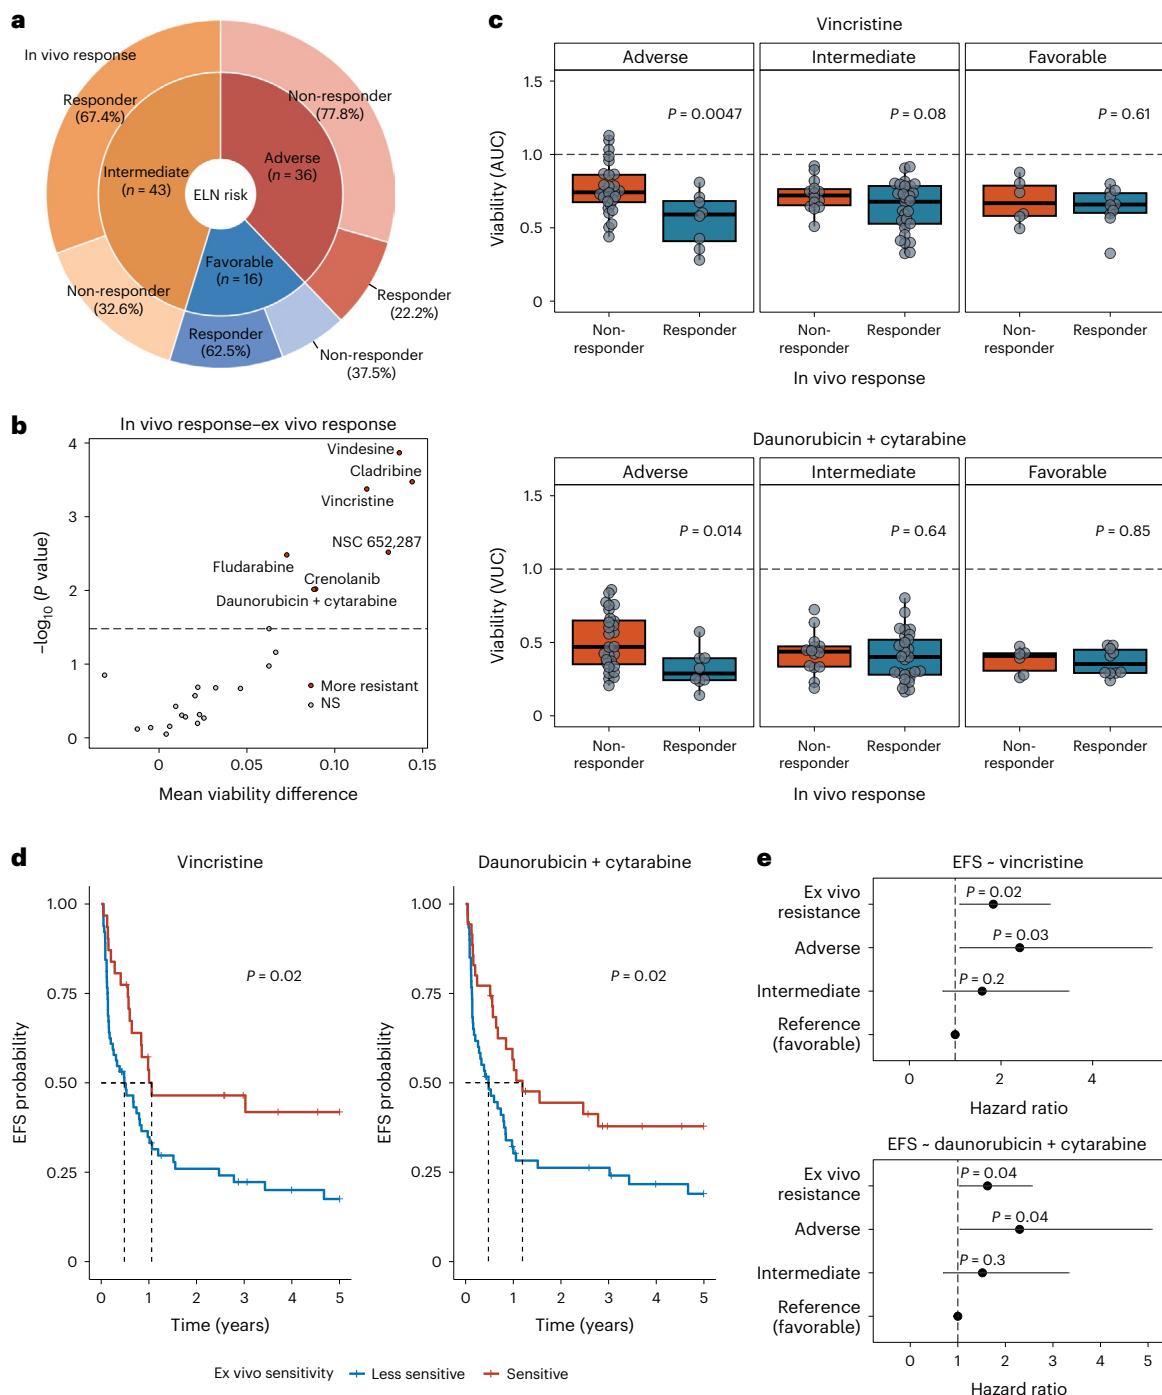 a
In vivo response
Responder
(67.4%)
Non-responder
(77.8%)
Intermediate
(n = 43)
Adverse
(n = 36)
ELN risk
Favorable
(n = 16)
Non-responder
(32.6%)
Responder
(62.5%)
Responder
(22.2%)
Non-responder
(37.5%)
b
In vivo response–ex vivo response
4
3
2
1
0
–log10 (P value)
Vindesine
Cladribine
Vincristine
NSC 652,287
Fludarabine
Crenolanib
Daunorubicin + cytarabine
More resistant
NS
0
0.05
0.10
0.15
Mean viability difference
c
Vincristine
Adverse
Intermediate
Favorable
1.5
1.0
0.5
0
Viability (AUC)
P = 0.0047
P = 0.08
P = 0.61
Non-
responder
Responder
Non-
responder
Responder
Non-
responder
Responder
In vivo response
Daunorubicin + cytarabine
Adverse
Intermediate
Favorable
1.5
1.0
0.5
0
Viability (VUC)
P = 0.014
P = 0.64
P = 0.85
Non-
responder
Responder
Non-
responder
Responder
Non-
responder
Responder
In vivo response
d
Vincristine
1.00
0.75
0.50
0.25
0
EFS probability
P = 0.02
0
1
2
3
4
5
Time (years)
Daunorubicin + cytarabine
1.00
0.75
0.50
0.25
0
EFS probability
P = 0.02
0
1
2
3
4
5
Time (years)
Ex vivo sensitivity
Less sensitive
Sensitive
e
EFS ~ vincristine
Ex vivo
resistance
Adverse
Intermediate
Reference
(favorable)
P = 0.02
P = 0.03
P = 0.2
0
2
4
Hazard ratio
EFS ~ daunorubicin + cytarabine
Ex vivo
resistance
Adverse
Intermediate
Reference
(favorable)
P = 0.04
P = 0.04
P = 0.3
0
1
2
3
4
5
Hazard ratio